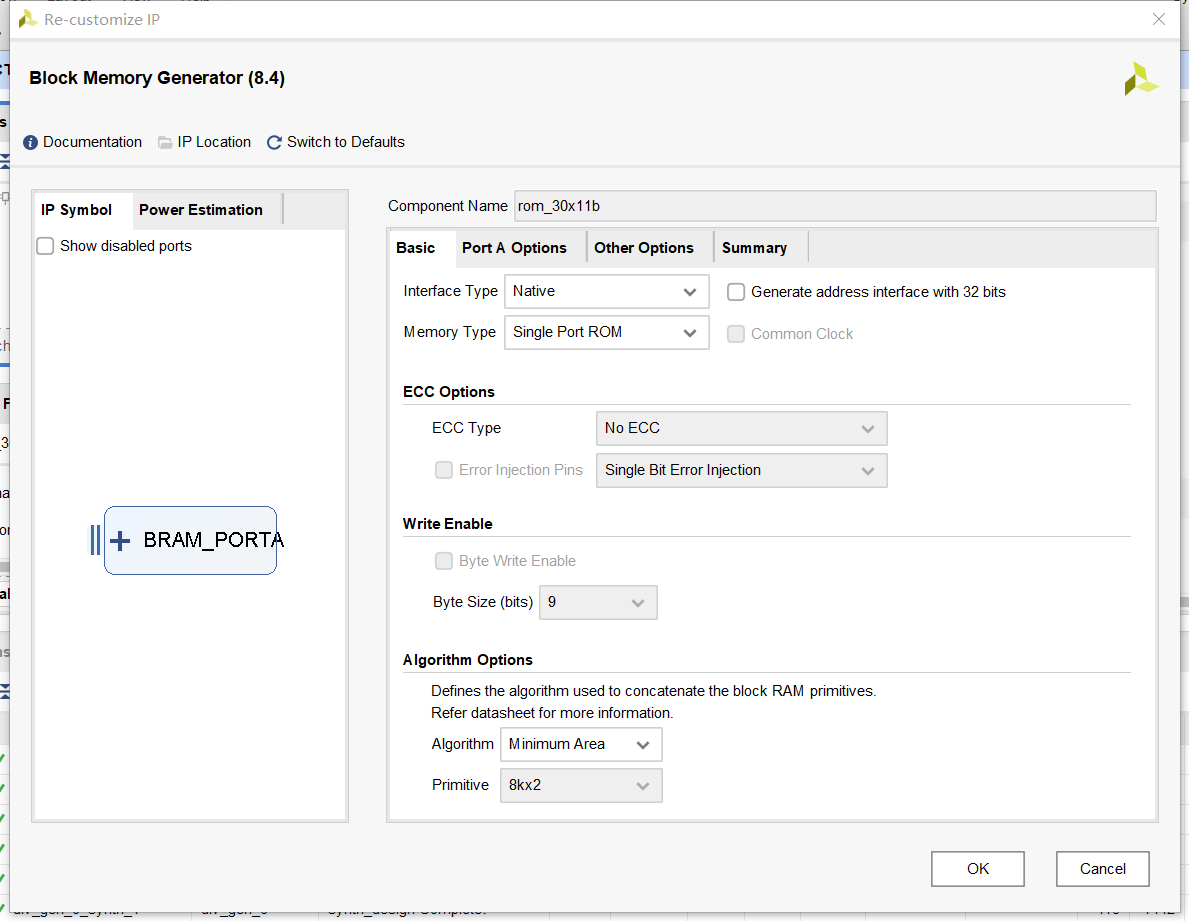 Re-customize IP
Block Memory Generator (8.4)
Documentation IP Location Switch to Defaults
IP Symbol Power Estimation
Show disabled ports
BRAM_PORTA
Component Name rom_30x11b
Basic Port A Options Other Options Summary
Interface Type Native Generate address interface with 32 bits
Memory Type Single Port ROM Common Clock
ECC Options
ECC Type No ECC
Error Injection Pins Single Bit Error Injection
Write Enable
Byte Write Enable
Byte Size (bits) 9
Algorithm Options
Defines the algorithm used to concatenate the block RAM primitives.
Refer datasheet for more information.
Algorithm Minimum Area
Primitive 8kx2
OK Cancel